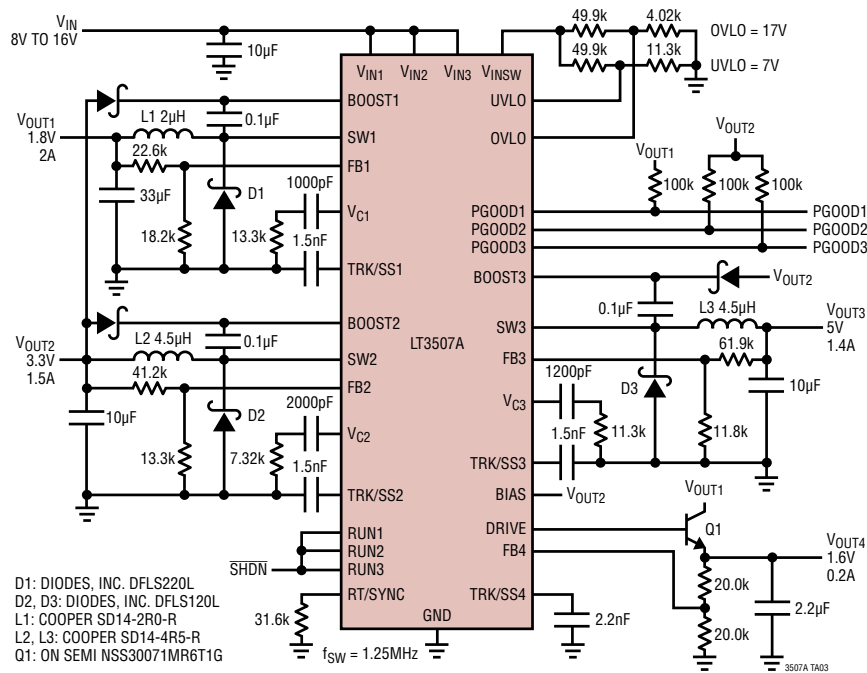 VIN
8V TO 16V
10µF
49.9k
4.02k
OVLO = 17V
49.9k
11.3k
UVLO = 7V
VIN1
VIN2
VIN3
VINSW
BOOST1
UVLO
VOUT1
1.8V
2A
L1 2µH
0.1µF
SW1
OVLO
22.6k
FB1
33µF
D1
1000pF
VC1
18.2k
13.3k
1.5nF
TRK/SS1
VOUT1
VOUT2
100k
100k
100k
PGOOD1
PGOOD1
PGOOD2
PGOOD2
PGOOD3
PGOOD3
BOOST3
VOUT2
0.1µF
L3 4.5µH
VOUT3
5V
1.4A
SW3
BOOST2
LT3507A
VOUT2
3.3V
1.5A
L2 4.5µH
0.1µF
SW2
FB3
61.9k
41.2k
FB2
10µF
D2
2000pF
VC2
13.3k
7.32k
1.5nF
TRK/SS2
1200pF
D3
10µF
VC3
1.5nF
11.3k
11.8k
TRK/SS3
BIAS
VOUT2
VOUT1
DRIVE
Q1
FB4
VOUT4
1.6V
0.2A
RUN1
RUN2
RUN3
SHDN
RT/SYNC
TRK/SS4
20.0k
2.2µF
20.0k
31.6k
GND
2.2nF
fSW = 1.25MHz
D1: DIODES, INC. DFLS220L
D2, D3: DIODES, INC. DFLS120L
L1: COOPER SD14-2R0-R
L2, L3: COOPER SD14-4R5-R
Q1: ON SEMI NSS30071MR6T1G
3507A TA03